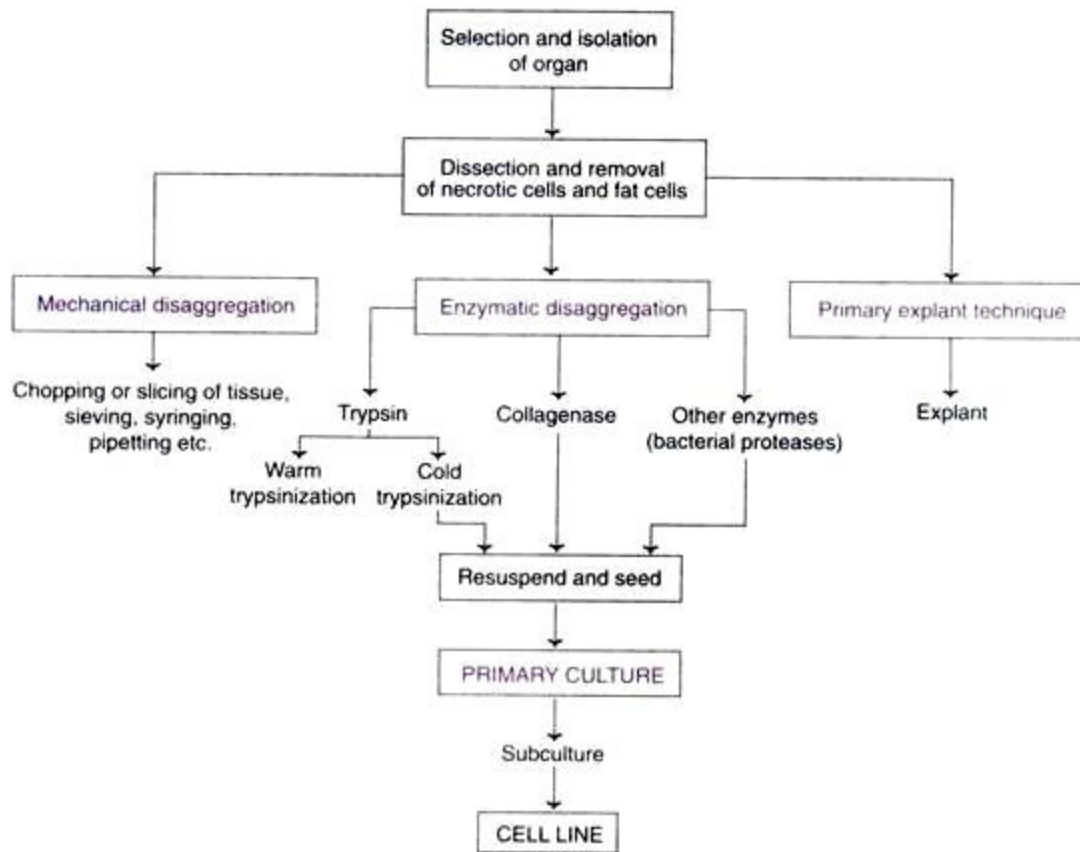 Selection and isolation
of organ
Dissection and removal
of necrotic cells and fat cells
Mechanical disaggregation
Enzymatic disaggregation
Primary explant technique
Chopping or slicing of tissue,
sieving, syringing,
pipetting etc.
Trypsin
Collagenase
Other enzymes
(bacterial proteases)
Explant
Warm
trypsinization
Cold
trypsinization
Resuspend and seed
PRIMARY CULTURE
Subculture
CELL LINE